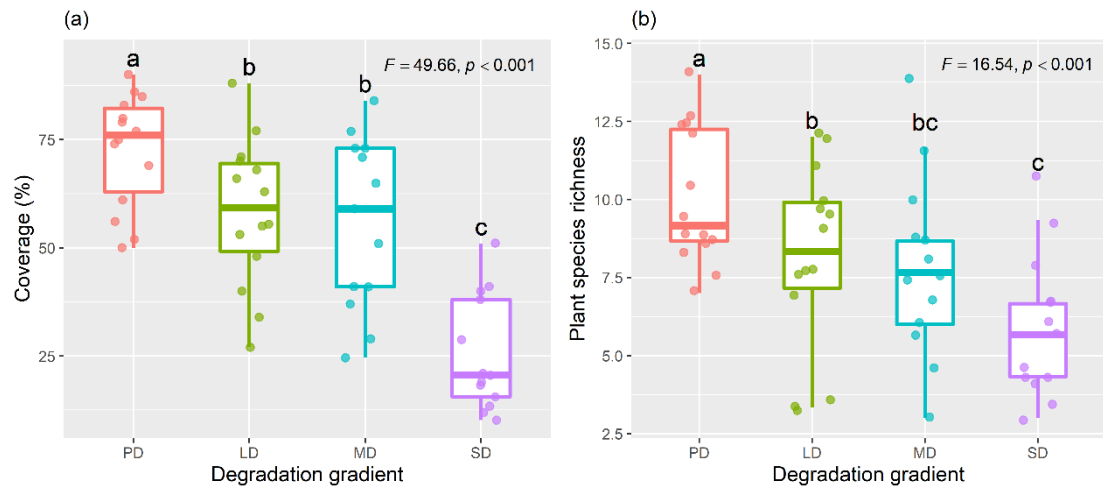 (a)
F = 49.66, p < 0.001
a
b
b
c
75
50
25
Coverage (%)
PD
LD
MD
SD
Degradation gradient
(b)
F = 16.54, p < 0.001
a
b
bc
c
15.0
12.5
10.0
7.5
5.0
2.5
Plant species richness
PD
LD
MD
SD
Degradation gradient